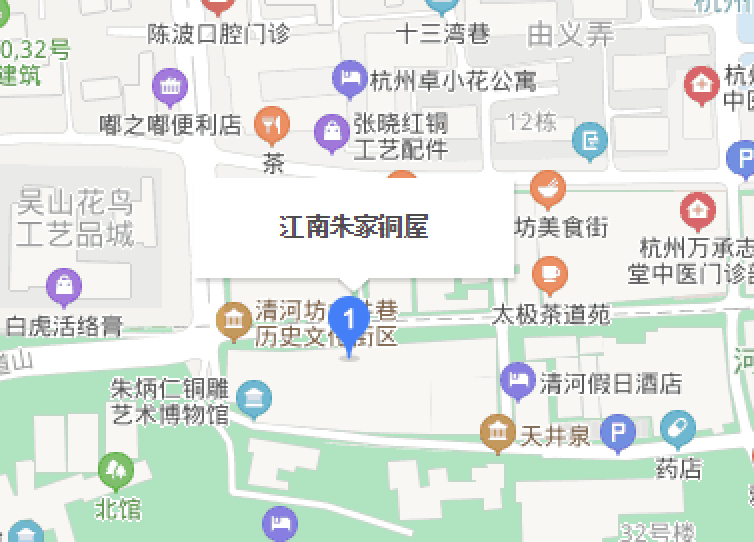 杭州
陈波口腔门诊
十三湾巷
由义弄
0,32号
建筑
杭州卓小花公寓
杭
中医
嘟之嘟便利店
张晓红铜
工艺配件
12栋
茶
P
吴山花鸟
工艺品城
江南朱家铜屋
坊美食街
杭州万承志
堂中医门诊部
白虎活络膏
清河坊
历史文化街区
1
太极茶道苑
道山
河
朱炳仁铜雕
艺术博物馆
清河假日酒店
天井泉
P
药店
北馆
32号楼